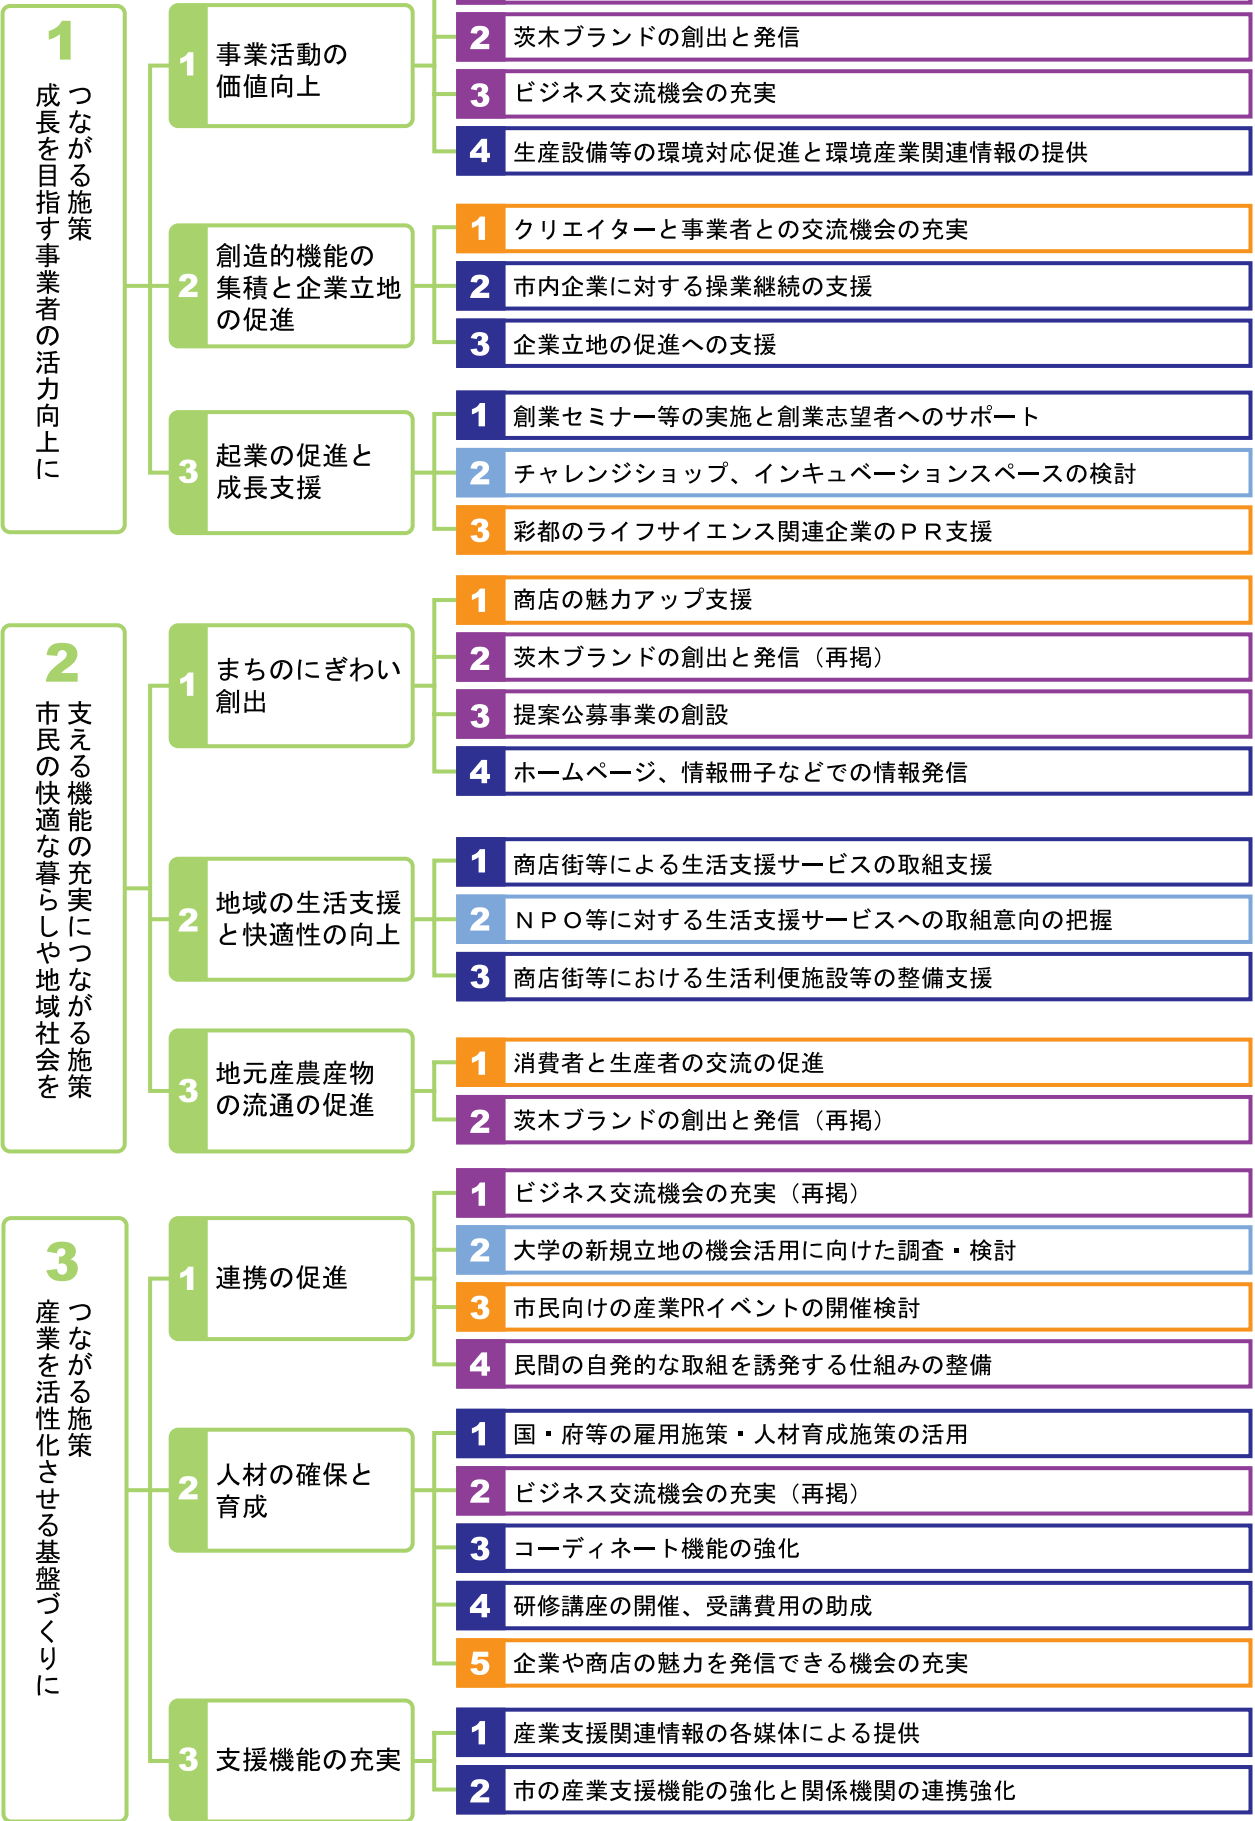 1
成長を目指す事業者の活力向上に
つながる施策
1
事業活動の
価値向上
2 茨木ブランドの創出と発信
3 ビジネス交流機会の充実
4 生産設備等の環境対応促進と環境産業関連情報の提供
2
創造的機能の
集積と企業立地
の促進
1 クリエイターと事業者との交流機会の充実
2 市内企業に対する操業継続の支援
3 企業立地の促進への支援
3
起業の促進と
成長支援
1 創業セミナー等の実施と創業志望者へのサポート
2 チャレンジショップ、インキュベーションスペースの検討
3 彩都のライフサイエンス関連企業のＰＲ支援
2
市民の快適な暮らしや地域社会を
支える機能の充実につながる施策
1
まちのにぎわい
創出
1 商店の魅力アップ支援
2 茨木ブランドの創出と発信（再掲）
3 提案公募事業の創設
4 ホームページ、情報冊子などでの情報発信
2
地域の生活支援
と快適性の向上
1 商店街等による生活支援サービスの取組支援
2 ＮＰＯ等に対する生活支援サービスへの取組意向の把握
3 商店街等における生活利便施設等の整備支援
3
地元産農産物
の流通の促進
1 消費者と生産者の交流の促進
2 茨木ブランドの創出と発信（再掲）
3
産業を活性化させる基盤づくりに
つながる施策
1
連携の促進
1 ビジネス交流機会の充実（再掲）
2 大学の新規立地の機会活用に向けた調査・検討
3 市民向けの産業PRイベントの開催検討
4 民間の自発的な取組を誘発する仕組みの整備
2
人材の確保と
育成
1 国・府等の雇用施策・人材育成施策の活用
2 ビジネス交流機会の充実（再掲）
3 コーディネート機能の強化
4 研修講座の開催、受講費用の助成
5 企業や商店の魅力を発信できる機会の充実
3
支援機能の充実
1 産業支援関連情報の各媒体による提供
2 市の産業支援機能の強化と関係機関の連携強化